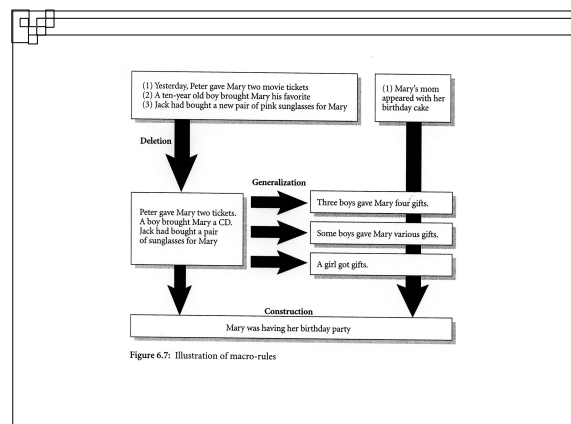 (1) Yesterday, Peter gave Mary two movie tickets
(2) A ten-year old boy brought Mary his favorite
(3) Jack had bought a new pair of pink sunglasses for Mary
(1) Mary's mom
appeared with her
birthday cake
Deletion
Generalization
Peter gave Mary two tickets.
A boy brought Mary a CD.
Jack had bought a pair
of sunglasses for Mary
Three boys gave Mary four gifts.
Some boys gave Mary various gifts.
A girl got gifts.
Construction
Mary was having her birthday party
Figure 6.7: Illustration of macro-rules